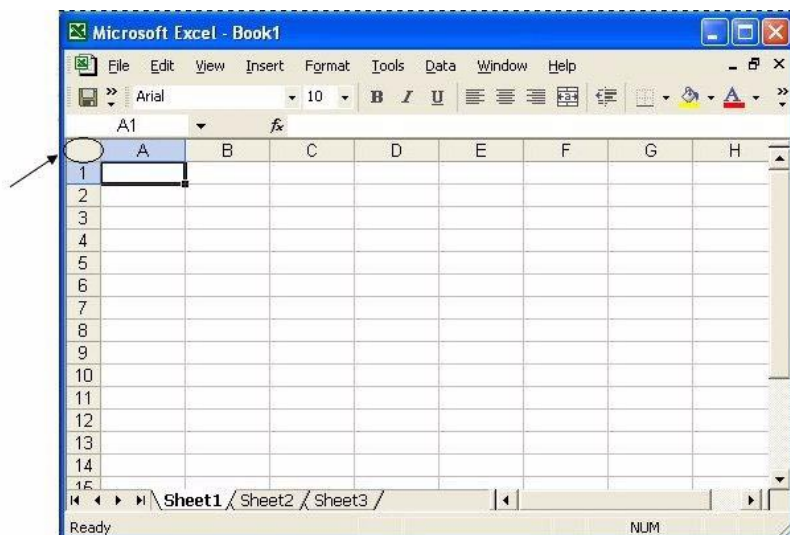 Microsoft Excel - Book1
File Edit View Insert Format Tools Data Window Help
» Arial 10 B I U A »
A1 fx
A B C D E F G H
1
2
3
4
5
6
7
8
9
10
11
12
13
14
15
Sheet1 / Sheet2 / Sheet3 /
Ready NUM